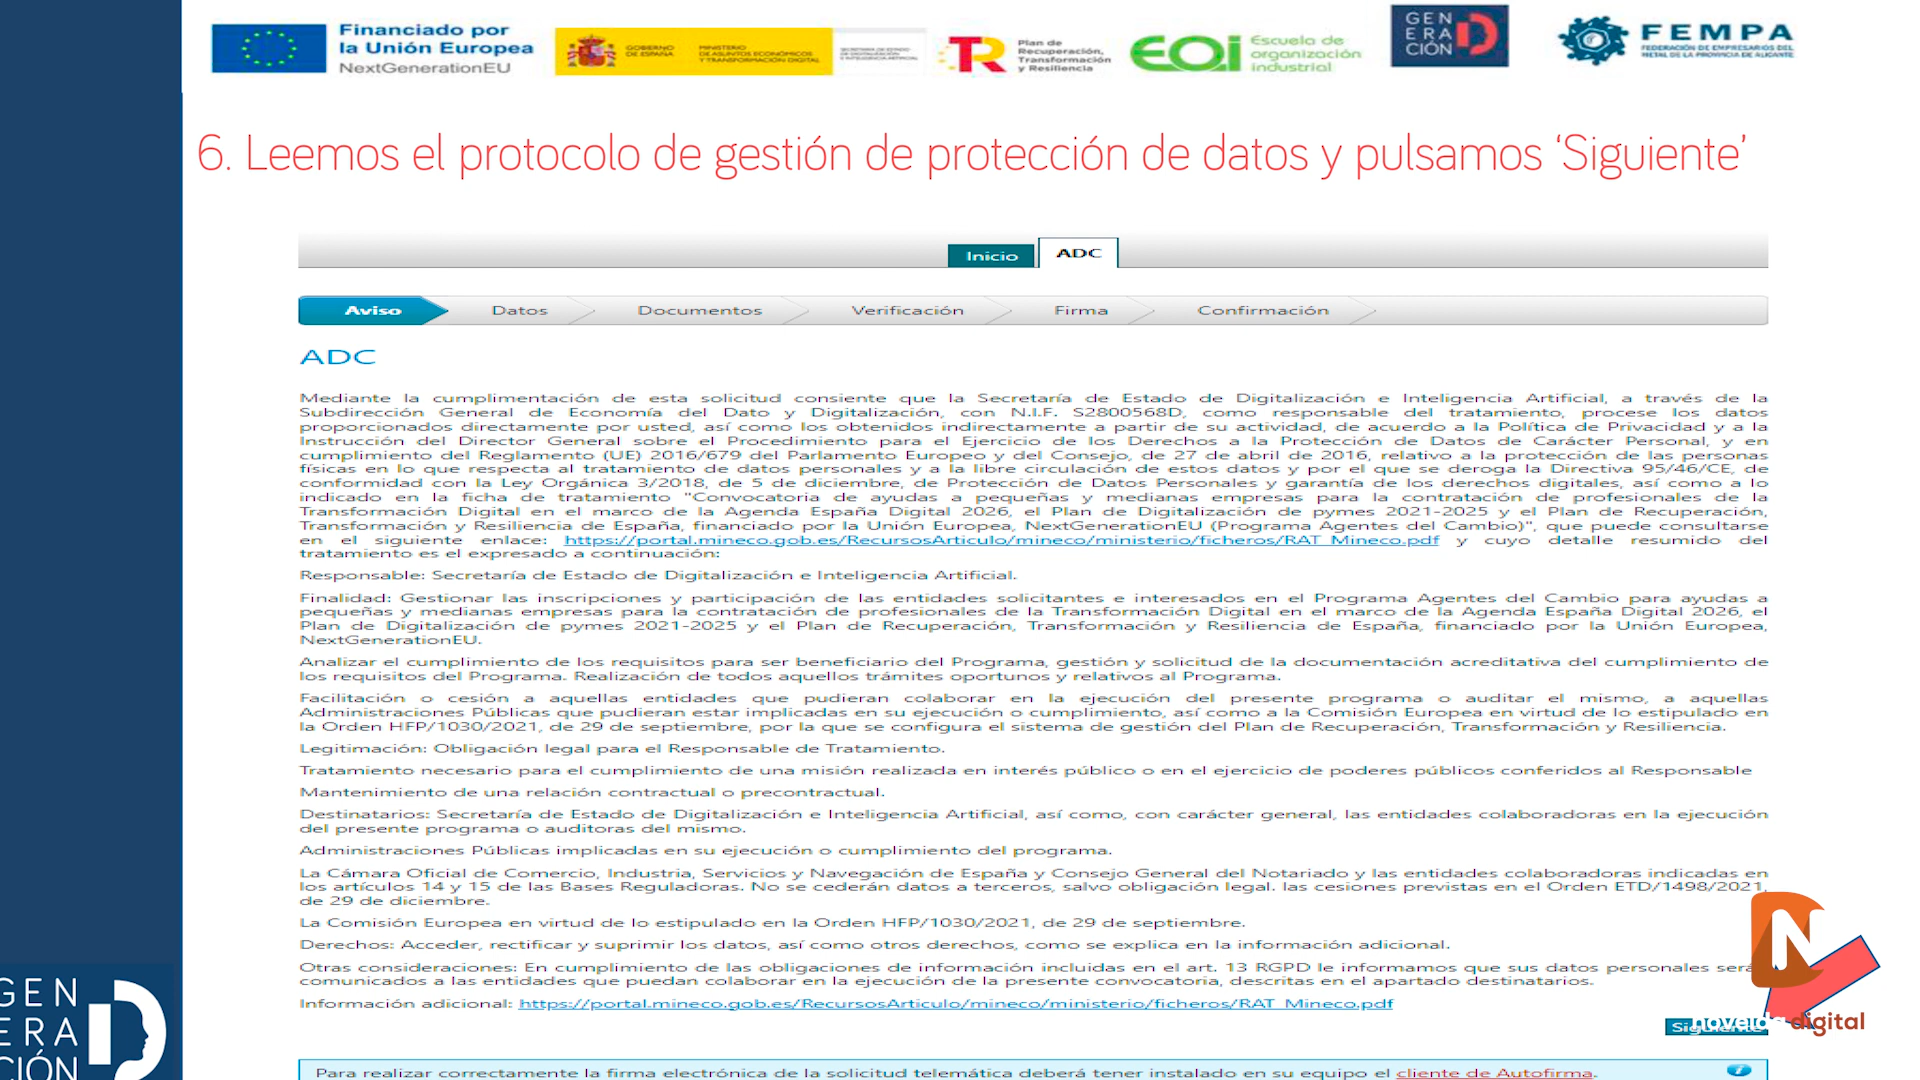 Financiado por
la Unión Europea
NextGenerationEU
GOBIERNO
DE ESPAÑA
MINISTERIO
DE ASUNTOS ECONÓMICOS
Y TRANSFORMACIÓN DIGITAL
Plan de
Recuperación,
Transformación
y Resiliencia
EOI
Escuela de
organización
industrial
GEN
ERA
CIÓN
FEMPA
FEDERACIÓN DE EMPRESARIOS DEL
METAL DE LA PROVINCIA DE ALICANTE
6. Leemos el protocolo de gestión de protección de datos y pulsamos ‘Siguiente’
Inicio ADC
Aviso Datos Documentos Verificación Firma Confirmación
ADC
Mediante la cumplimentación de esta solicitud consiente que la Secretaría de Estado de Digitalización e Inteligencia Artificial, a través de la
Subdirección General de Economía del Dato y Digitalización, con N.I.F. S2800568D, como responsable del tratamiento, procese los datos
proporcionados directamente por usted, así como los obtenidos indirectamente a partir de su actividad, de acuerdo a la Política de Privacidad y a la
Instrucción del Director General sobre el Procedimiento para el Ejercicio de los Derechos a la Protección de Datos de Carácter Personal, y en
cumplimiento del Reglamento (UE) 2016/679 del Parlamento Europeo y del Consejo, de 27 de abril de 2016, relativo a la protección de las personas
físicas en lo que respecta al tratamiento de datos personales y a la libre circulación de estos datos y por el que se deroga la Directiva 95/46/CE, de
conformidad con la Ley Orgánica 3/2018, de 5 de diciembre, de Protección de Datos Personales y garantía de los derechos digitales, así como a lo
indicado en la ficha de tratamiento "Convocatoria de ayudas a pequeñas y medianas empresas para la contratación de profesionales de la
Transformación Digital en el marco de la Agenda España Digital 2026, el Plan de Digitalización de pymes 2021-2025 y el Plan de Recuperación,
Transformación y Resiliencia de España, financiado por la Unión Europea, NextGenerationEU (Programa Agentes del Cambio)", que puede consultarse
en el siguiente enlace: https://portal.mineco.gob.es/RecursosArticulo/mineco/ministerio/ficheros/RAT_Mineco.pdf y cuyo detalle resumido del
tratamiento es el expresado a continuación:
Responsable: Secretaría de Estado de Digitalización e Inteligencia Artificial.
Finalidad: Gestionar las inscripciones y participación de las entidades solicitantes e interesados en el Programa Agentes del Cambio para ayudas a
pequeñas y medianas empresas para la contratación de profesionales de la Transformación Digital en el marco de la Agenda España Digital 2026, el
Plan de Digitalización de pymes 2021-2025 y el Plan de Recuperación, Transformación y Resiliencia de España, financiado por la Unión Europea,
NextGenerationEU.
Analizar el cumplimiento de los requisitos para ser beneficiario del Programa, gestión y solicitud de la documentación acreditativa del cumplimiento de
los requisitos del Programa. Realización de todos aquellos trámites oportunos y relativos al Programa.
Facilitación o cesión a aquellas entidades que pudieran colaborar en la ejecución del presente programa o auditar el mismo, a aquellas
Administraciones Públicas que pudieran estar implicadas en su ejecución o cumplimiento, así como a la Comisión Europea en virtud de lo estipulado en
la Orden HFP/1030/2021, de 29 de septiembre, por la que se configura el sistema de gestión del Plan de Recuperación, Transformación y Resiliencia.
Legitimación: Obligación legal para el Responsable de Tratamiento.
Tratamiento necesario para el cumplimiento de una misión realizada en interés público o en el ejercicio de poderes públicos conferidos al Responsable
Mantenimiento de una relación contractual o precontractual.
Destinatarios: Secretaría de Estado de Digitalización e Inteligencia Artificial, así como, con carácter general, las entidades colaboradoras en la ejecución
del presente programa o auditoras del mismo.
Administraciones Públicas implicadas en su ejecución o cumplimiento del programa.
La Cámara Oficial de Comercio, Industria, Servicios y Navegación de España y Consejo General del Notariado y las entidades colaboradoras indicadas en
los artículos 14 y 15 de las Bases Reguladoras. No se cederán datos a terceros, salvo obligación legal. las cesiones previstas en el Orden ETD/1498/2021,
de 29 de diciembre.
La Comisión Europea en virtud de lo estipulado en la Orden HFP/1030/2021, de 29 de septiembre.
Derechos: Acceder, rectificar y suprimir los datos, así como otros derechos, como se explica en la información adicional.
Otras consideraciones: En cumplimiento de las obligaciones de información incluidas en el art. 13 RGPD le informamos que sus datos personales será
comunicados a las entidades que puedan colaborar en la ejecución de la presente convocatoria, descritas en el apartado destinatarios.
Información adicional: https://portal.mineco.gob.es/RecursosArticulo/mineco/ministerio/ficheros/RAT_Mineco.pdf
novelda digital
Para realizar correctamente la firma electrónica de la solicitud telemática deberá tener instalado en su equipo el cliente de Autofirma.
GEN
ERA
CIÓN